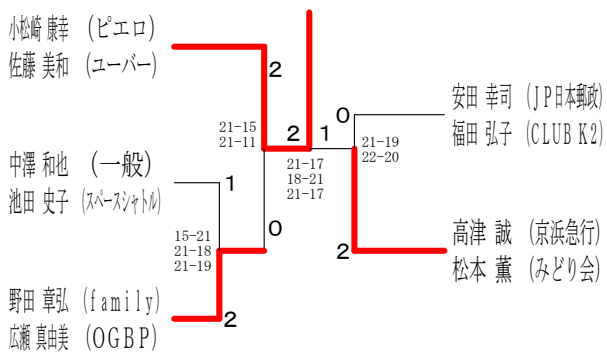 小松崎 康幸 (ピエロ)
佐藤 美和 (ユーバー)
2
21-15
21-11
2
1
0
安田 幸司 (JP日本郵政)
福田 弘子 (CLUB K2)
21-19
22-20
21-17
18-21
21-17
中澤 和也 (一般)
池田 史子 (スペースシャトル)
1
0
15-21
21-18
21-19
2
高津 誠 (京浜急行)
松本 薫 (みどり会)
野田 章弘 (family)
広瀬 真由美 (OGBP)
2